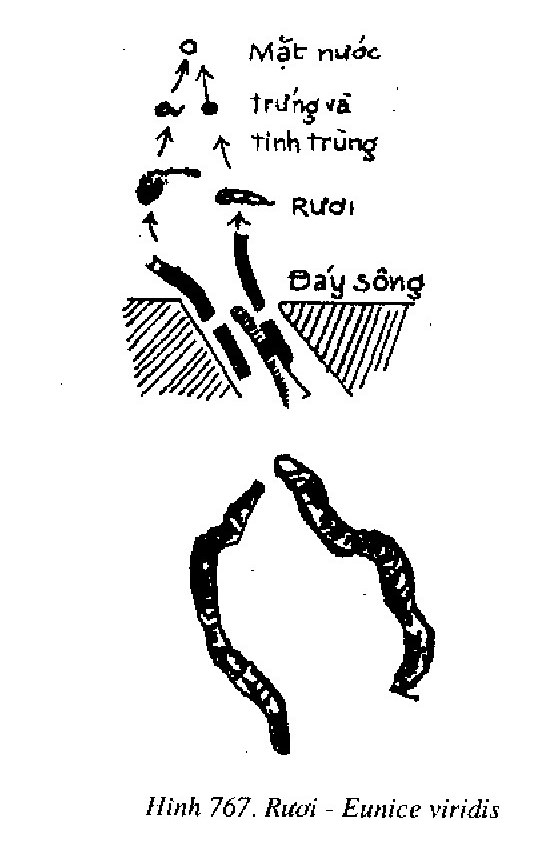 Mặt nước
trứng và
tinh trùng
Rươi
Đáy sông
Hình 767. Rươi - Eunice viridis